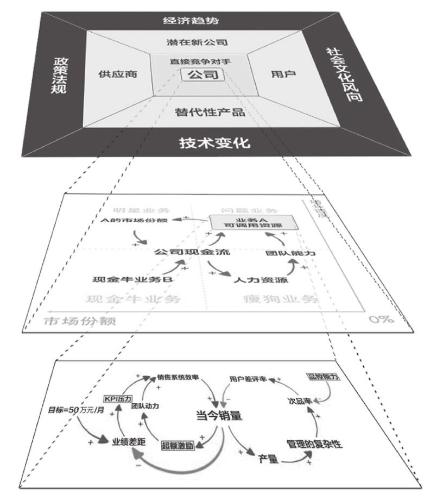 经济趋势
潜在新公司
政策法规
供应商
直接竞争对手
公司
用户
社会文化风向
替代性产品
技术变化
明星业务
问题业务
A的市场份额
业务A
可调用资源
公司现金流
团队能力
现金牛业务B
人力资源
现金牛业务
瘦狗业务
市场份额
0%
销售系统效率
用户差评率
KPI压力
团队动力
次品率
目标=50万元/月
当今销量
业绩差距
超额激励
产量
管理的复杂性